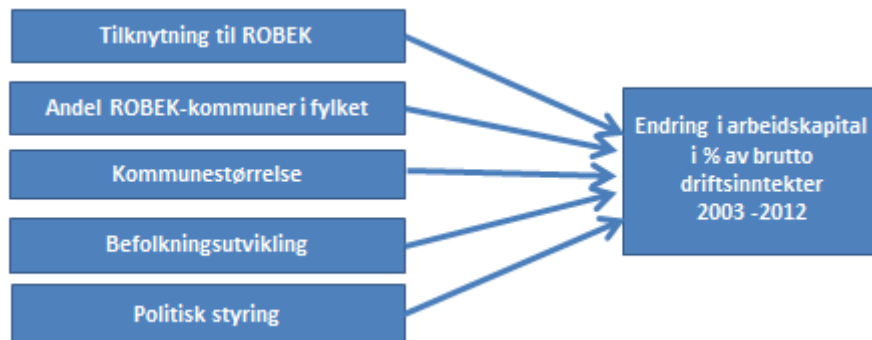 Tilknytning til ROBEK
Andel ROBEK-kommuner i fylket
Kommunestørrelse
Befolkningsutvikling
Politisk styring
Endring i arbeidskapital
i % av brutto
driftsinntekter
2003 -2012